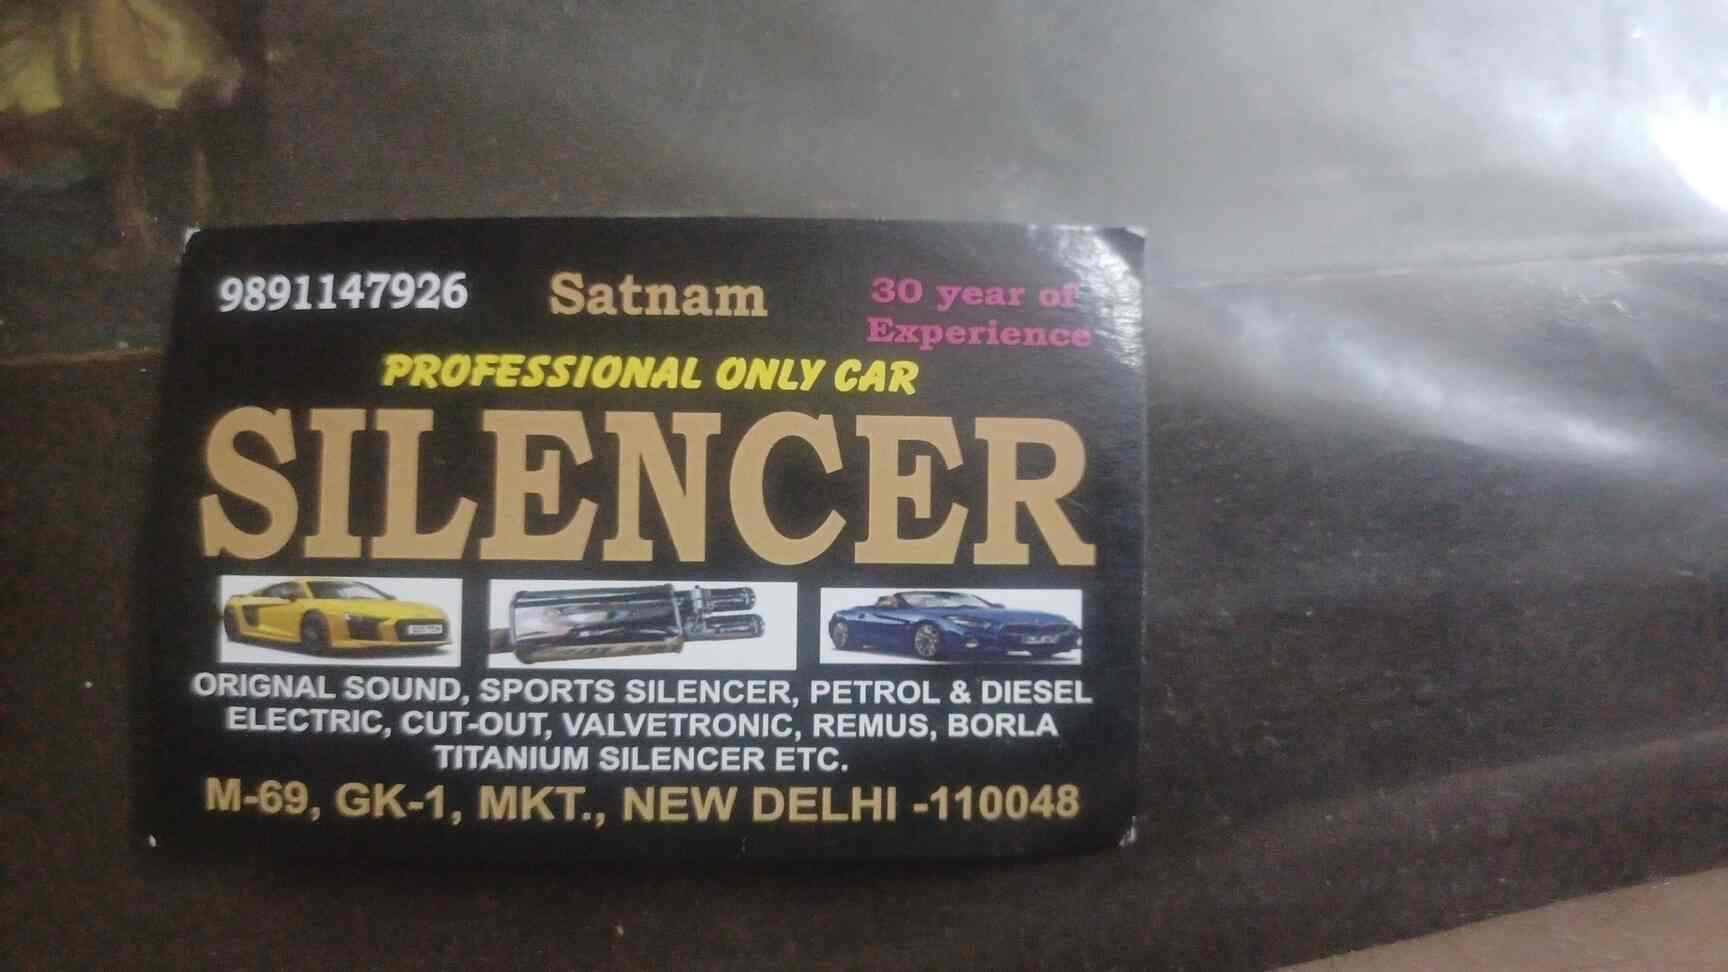 9891147926 Satnam 30 year of
Experience
PROFESSIONAL ONLY CAR
SILENCER
ORIGNAL SOUND, SPORTS SILENCER, PETROL & DIESEL
ELECTRIC, CUT-OUT, VALVETRONIC, REMUS, BORLA
TITANIUM SILENCER ETC.
M-69, GK-1, MKT., NEW DELHI -110048